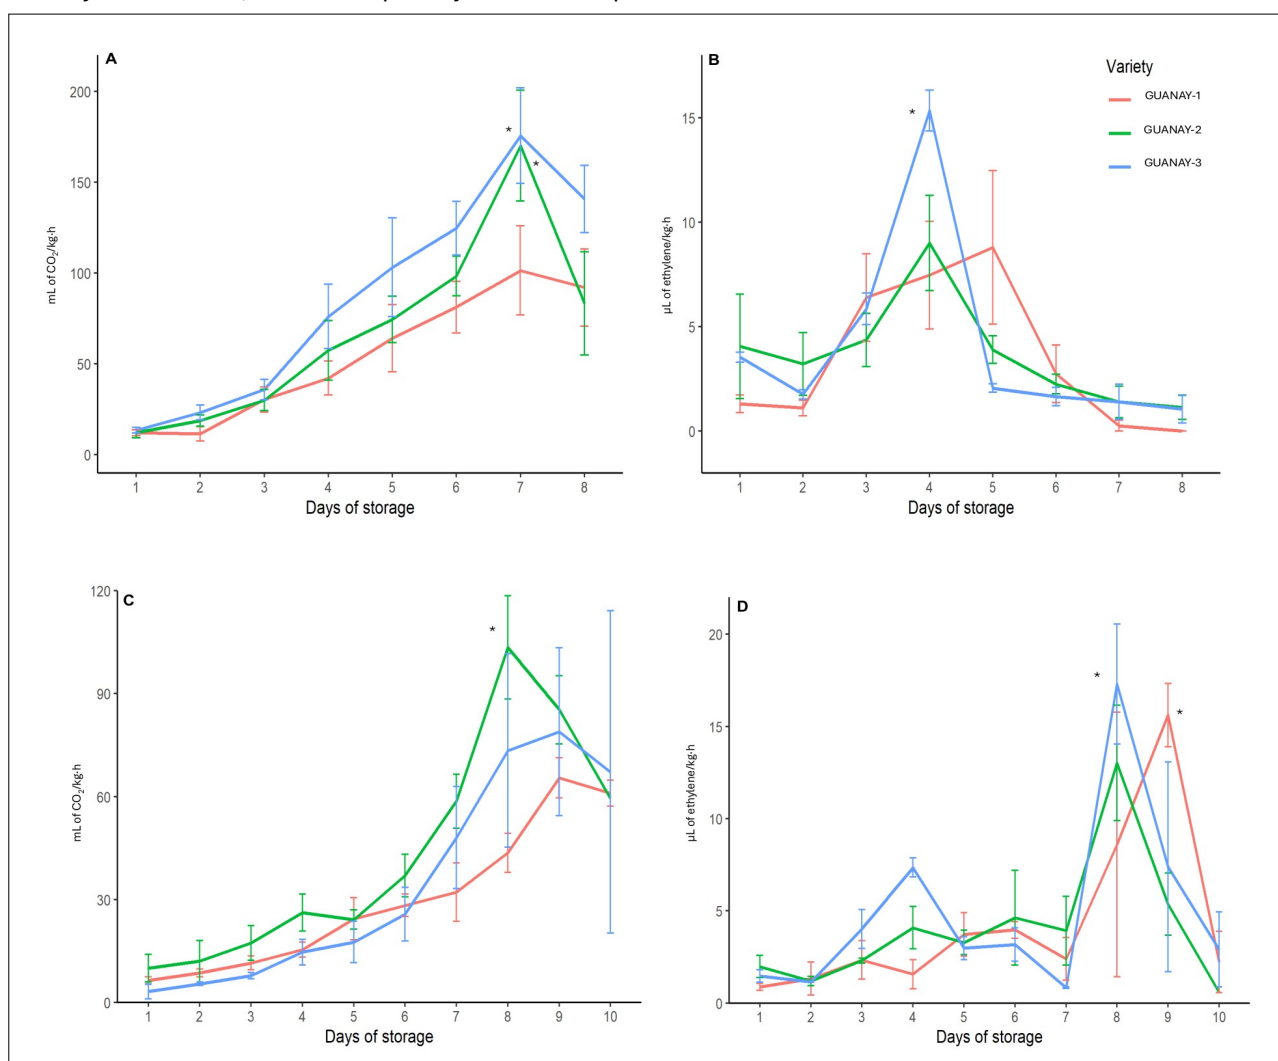 A
mL of CO₂/kg·h
200
150
100
50
0
*
*
1 2 3 4 5 6 7 8
Days of storage
B
µL of ethylene/kg·h
15
10
5
0
*
1 2 3 4 5 6 7 8
Days of storage
Variety
GUANAY-1
GUANAY-2
GUANAY-3
C
mL of CO₂/kg·h
120
90
60
30
0
*
1 2 3 4 5 6 7 8 9 10
Days of storage
D
µL of ethylene/kg·h
20
15
10
5
0
*
*
1 2 3 4 5 6 7 8 9 10
Days of storage